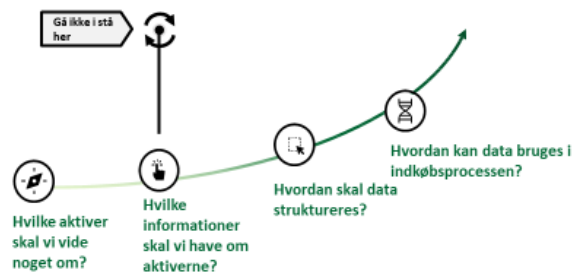 Gå ikke i stå
her
Hvilke aktiver
skal vi vide
noget om?
Hvilke
informationer
skal vi have om
aktiverne?
Hvordan skal data
struktureres?
Hvordan kan data bruges i
indkøbsprocessen?